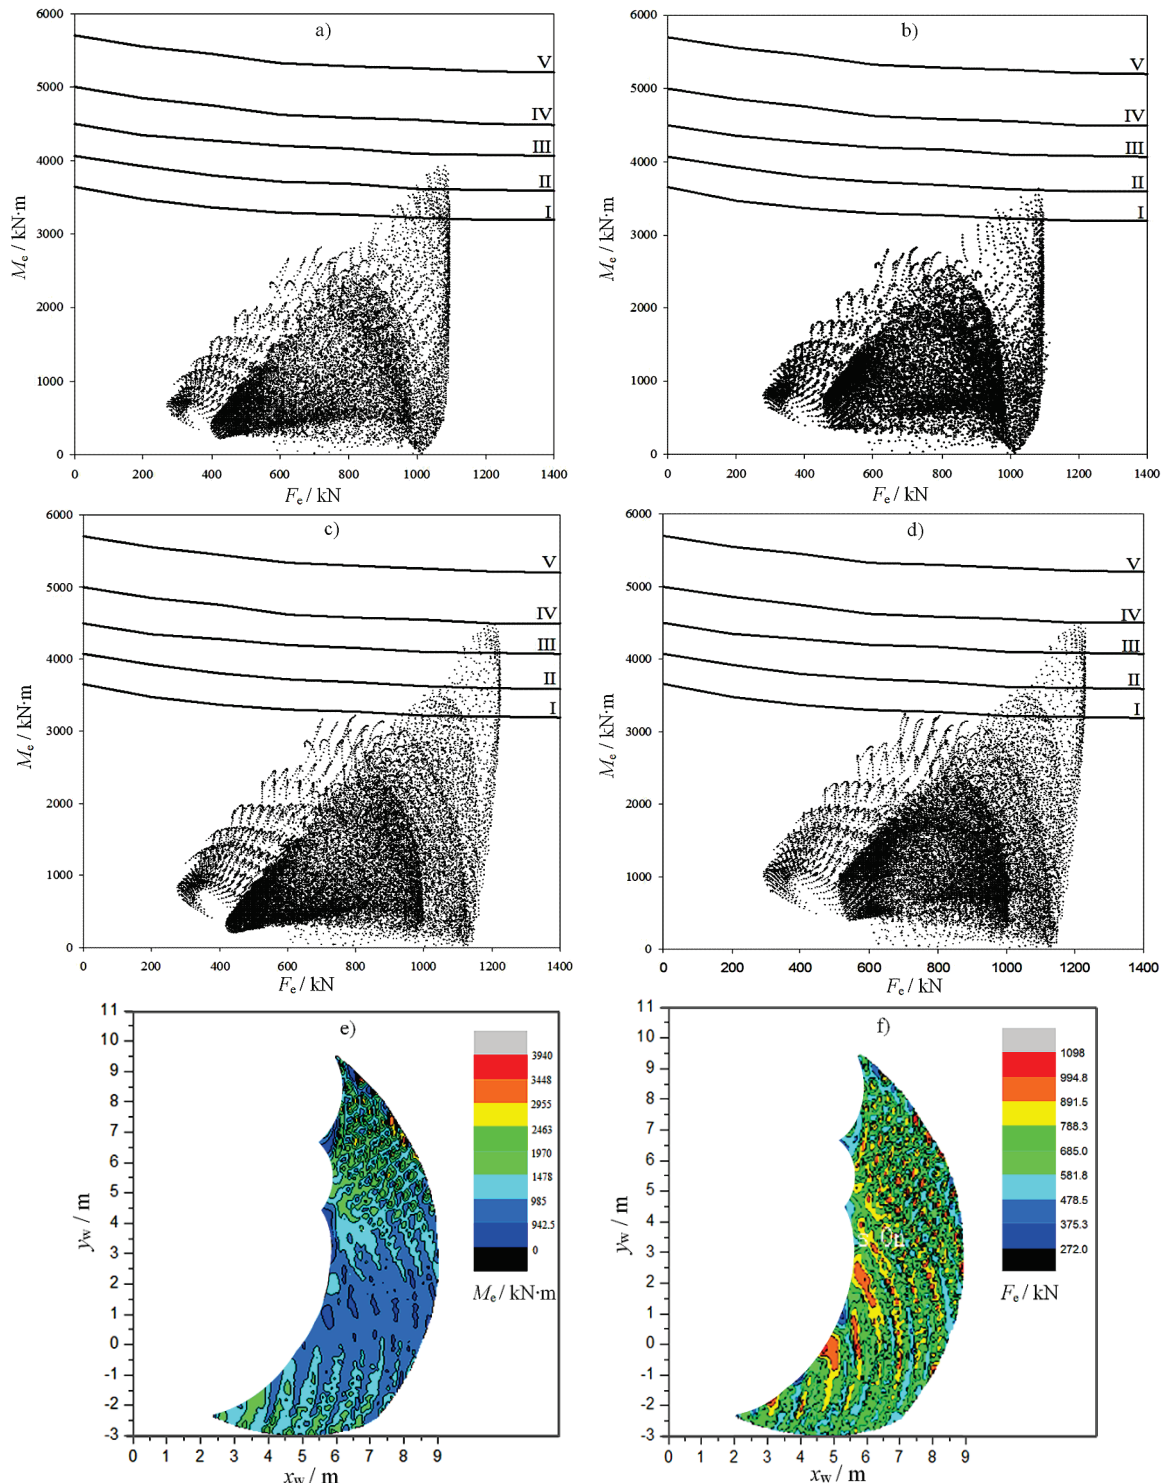 a)
6000
5000
4000
3000
2000
1000
0
V
IV
III
II
I
Me / kN·m
0 200 400 600 800 1000 1200 1400
Fe / kN
b)
6000
5000
4000
3000
2000
1000
0
V
IV
III
II
I
Me / kN·m
0 200 400 600 800 1000 1200 1400
Fe / kN
c)
6000
5000
4000
3000
2000
1000
0
V
IV
III
II
I
Me / kN·m
0 200 400 600 800 1000 1200 1400
Fe / kN
d)
6000
5000
4000
3000
2000
1000
0
V
IV
III
II
I
Me / kN·m
0 200 400 600 800 1000 1200 1400
Fe / kN
e)
11
10
9
8
7
6
5
4
3
2
1
0
-1
-2
-3
yw / m
3940
3448
2955
2463
1970
1478
985
942.5
0
Me / kN·m
0 1 2 3 4 5 6 7 8 9
xw / m
f)
11
10
9
8
7
6
5
4
3
2
1
0
-1
-2
-3
yw / m
1098
994.8
891.5
788.3
685.0
581.8
478.5
375.3
272.0
Fe / kN
0 1 2 3 4 5 6 7 8 9
xw / m